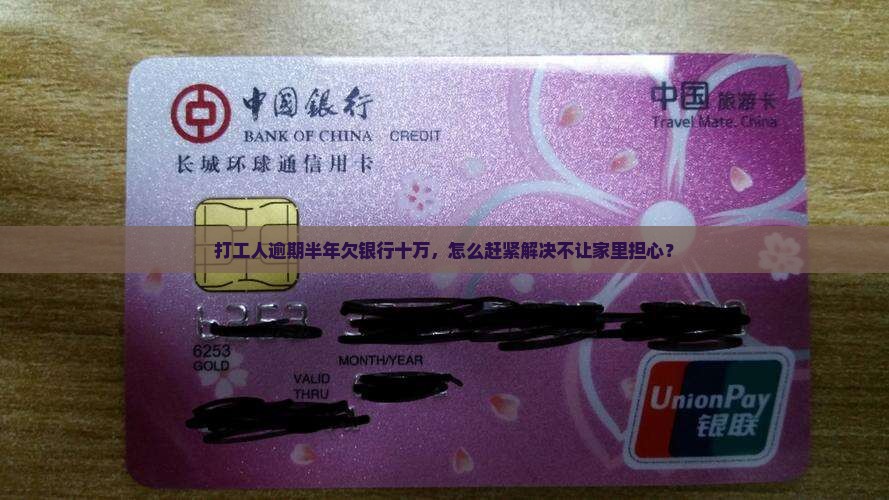 中国银行
BANK OF CHINA CREDIT
长城环球通信用卡
中国 旅游卡
Travel Mate. China
打工人逾期半年欠银行十万，怎么赶紧解决不让家里担心？
6253
6253
GOLD
MONTH/YEAR
VALID
THRU
UnionPay
银联